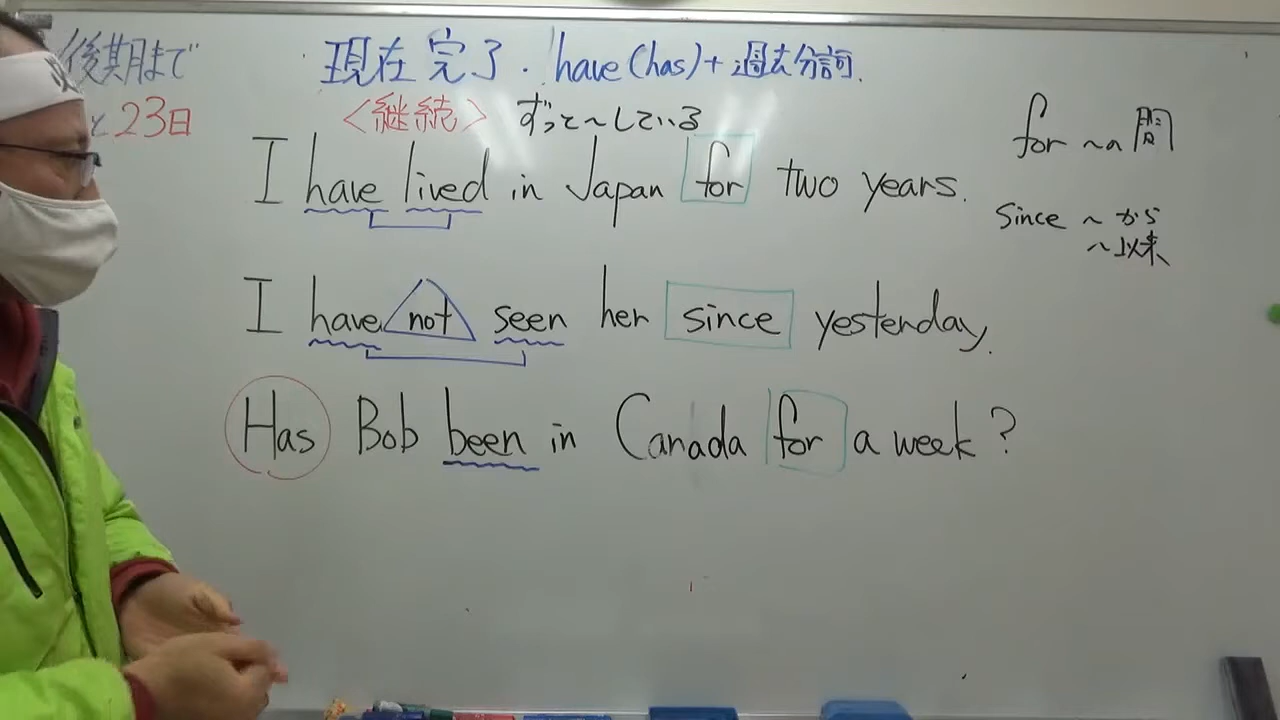 後期まで
と23日
現在完了. have(has)+過去分詞.
〈継続〉 ずっと〜している
I have lived in Japan for two years.
for 〜の間
since 〜から
〜以来
I have not seen her since yesterday.
Has Bob been in Canada for a week?